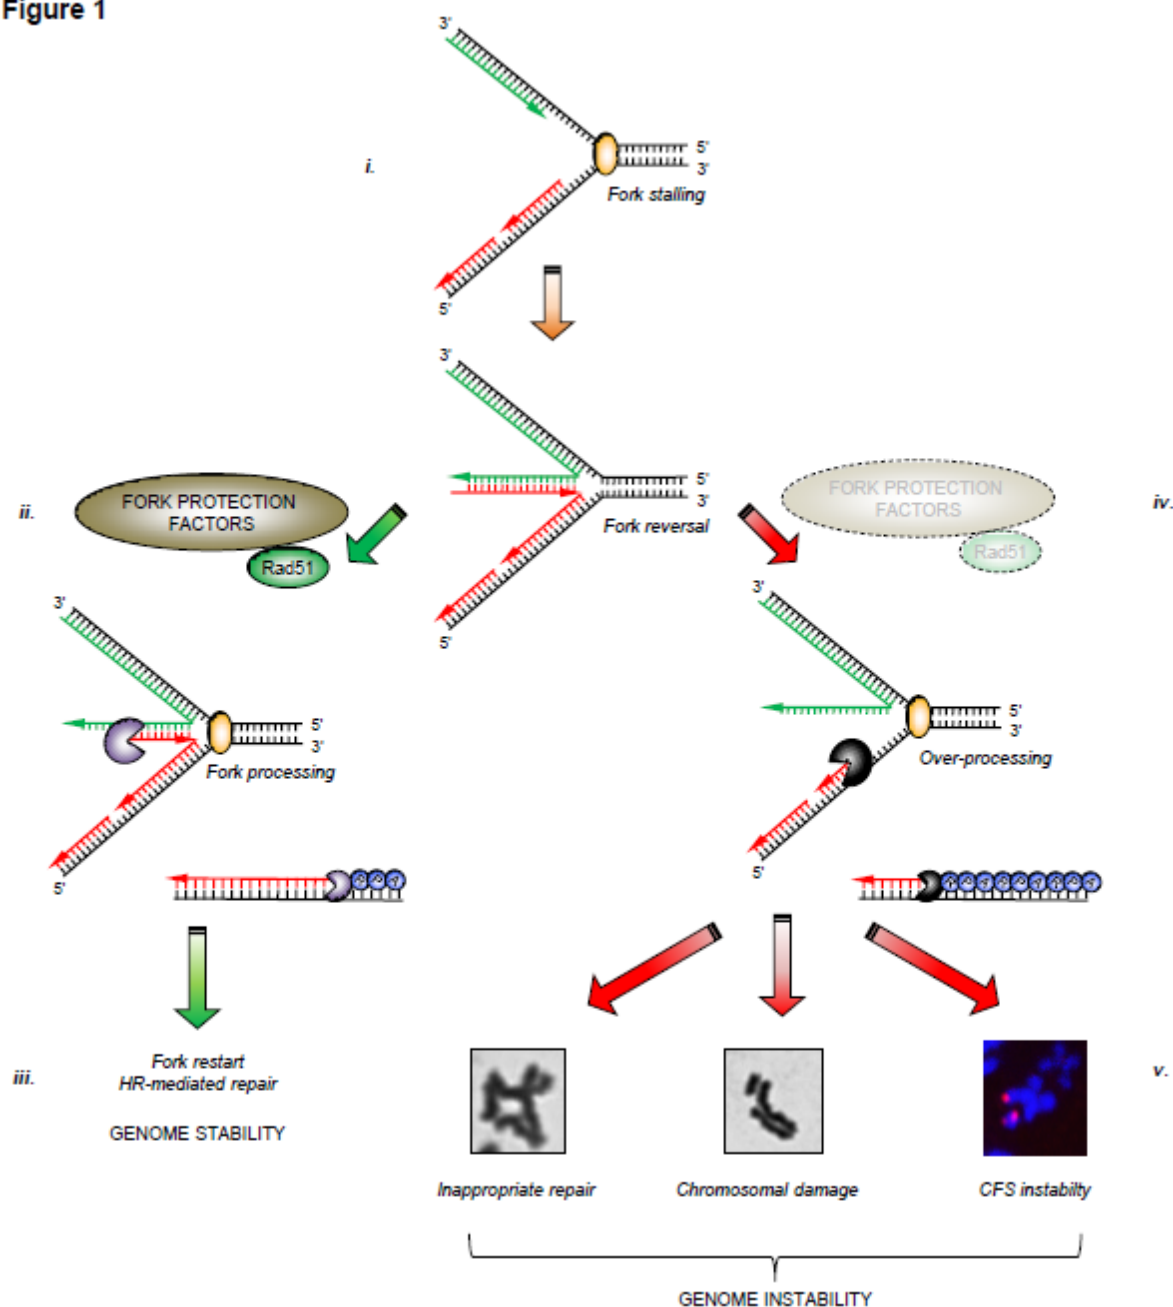 Figure 1
3'
i.
5'
3'
Fork stalling
5'
3'
ii.
FORK PROTECTION
FACTORS
Rad51
5'
3'
Fork reversal
5'
FORK PROTECTION
FACTORS
Rad51
iv.
3'
5'
3'
Fork processing
5'
3'
5'
3'
Over-processing
5'
iii.
Fork restart
HR-mediated repair
GENOME STABILITY
v.
Inappropriate repair
Chromosomal damage
CFS instabilty
GENOME INSTABILITY